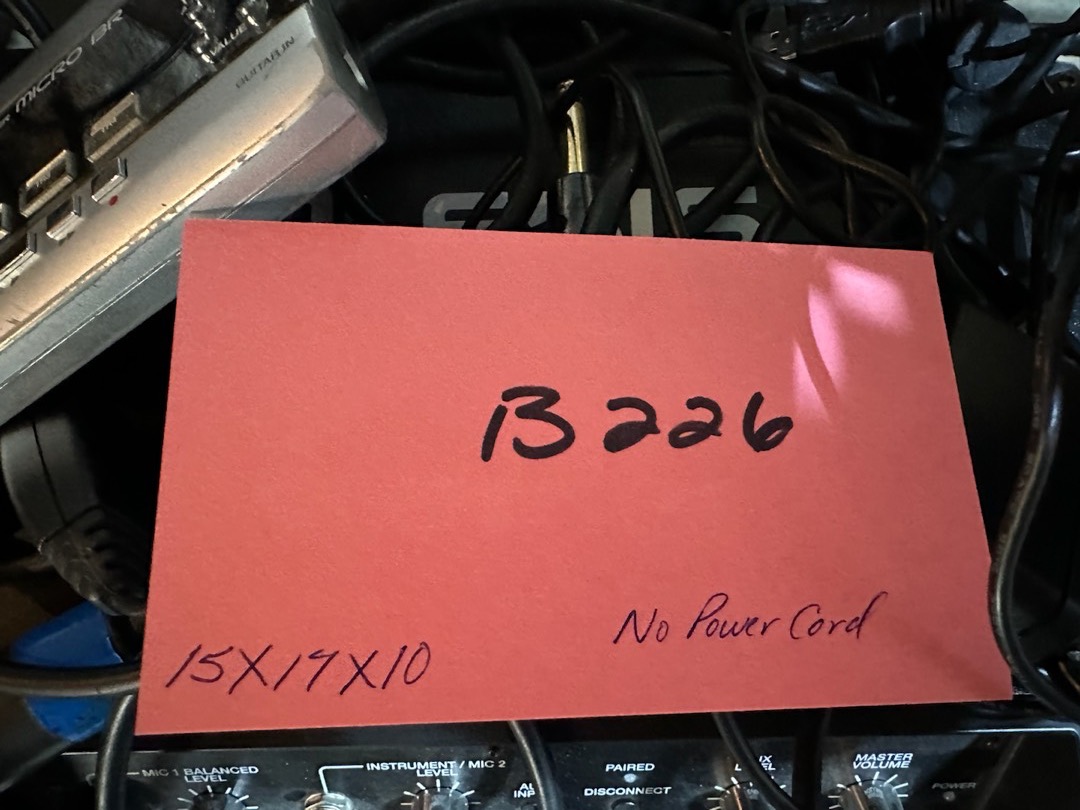 MICRO BR
VALUE
GUITAR IN
B226
No Power Cord
15X14X10
MIC 1 BALANCED
LEVEL
INSTRUMENT / MIC 2
LEVEL
PAIRED
DISCONNECT
MASTER
VOLUME
POWER